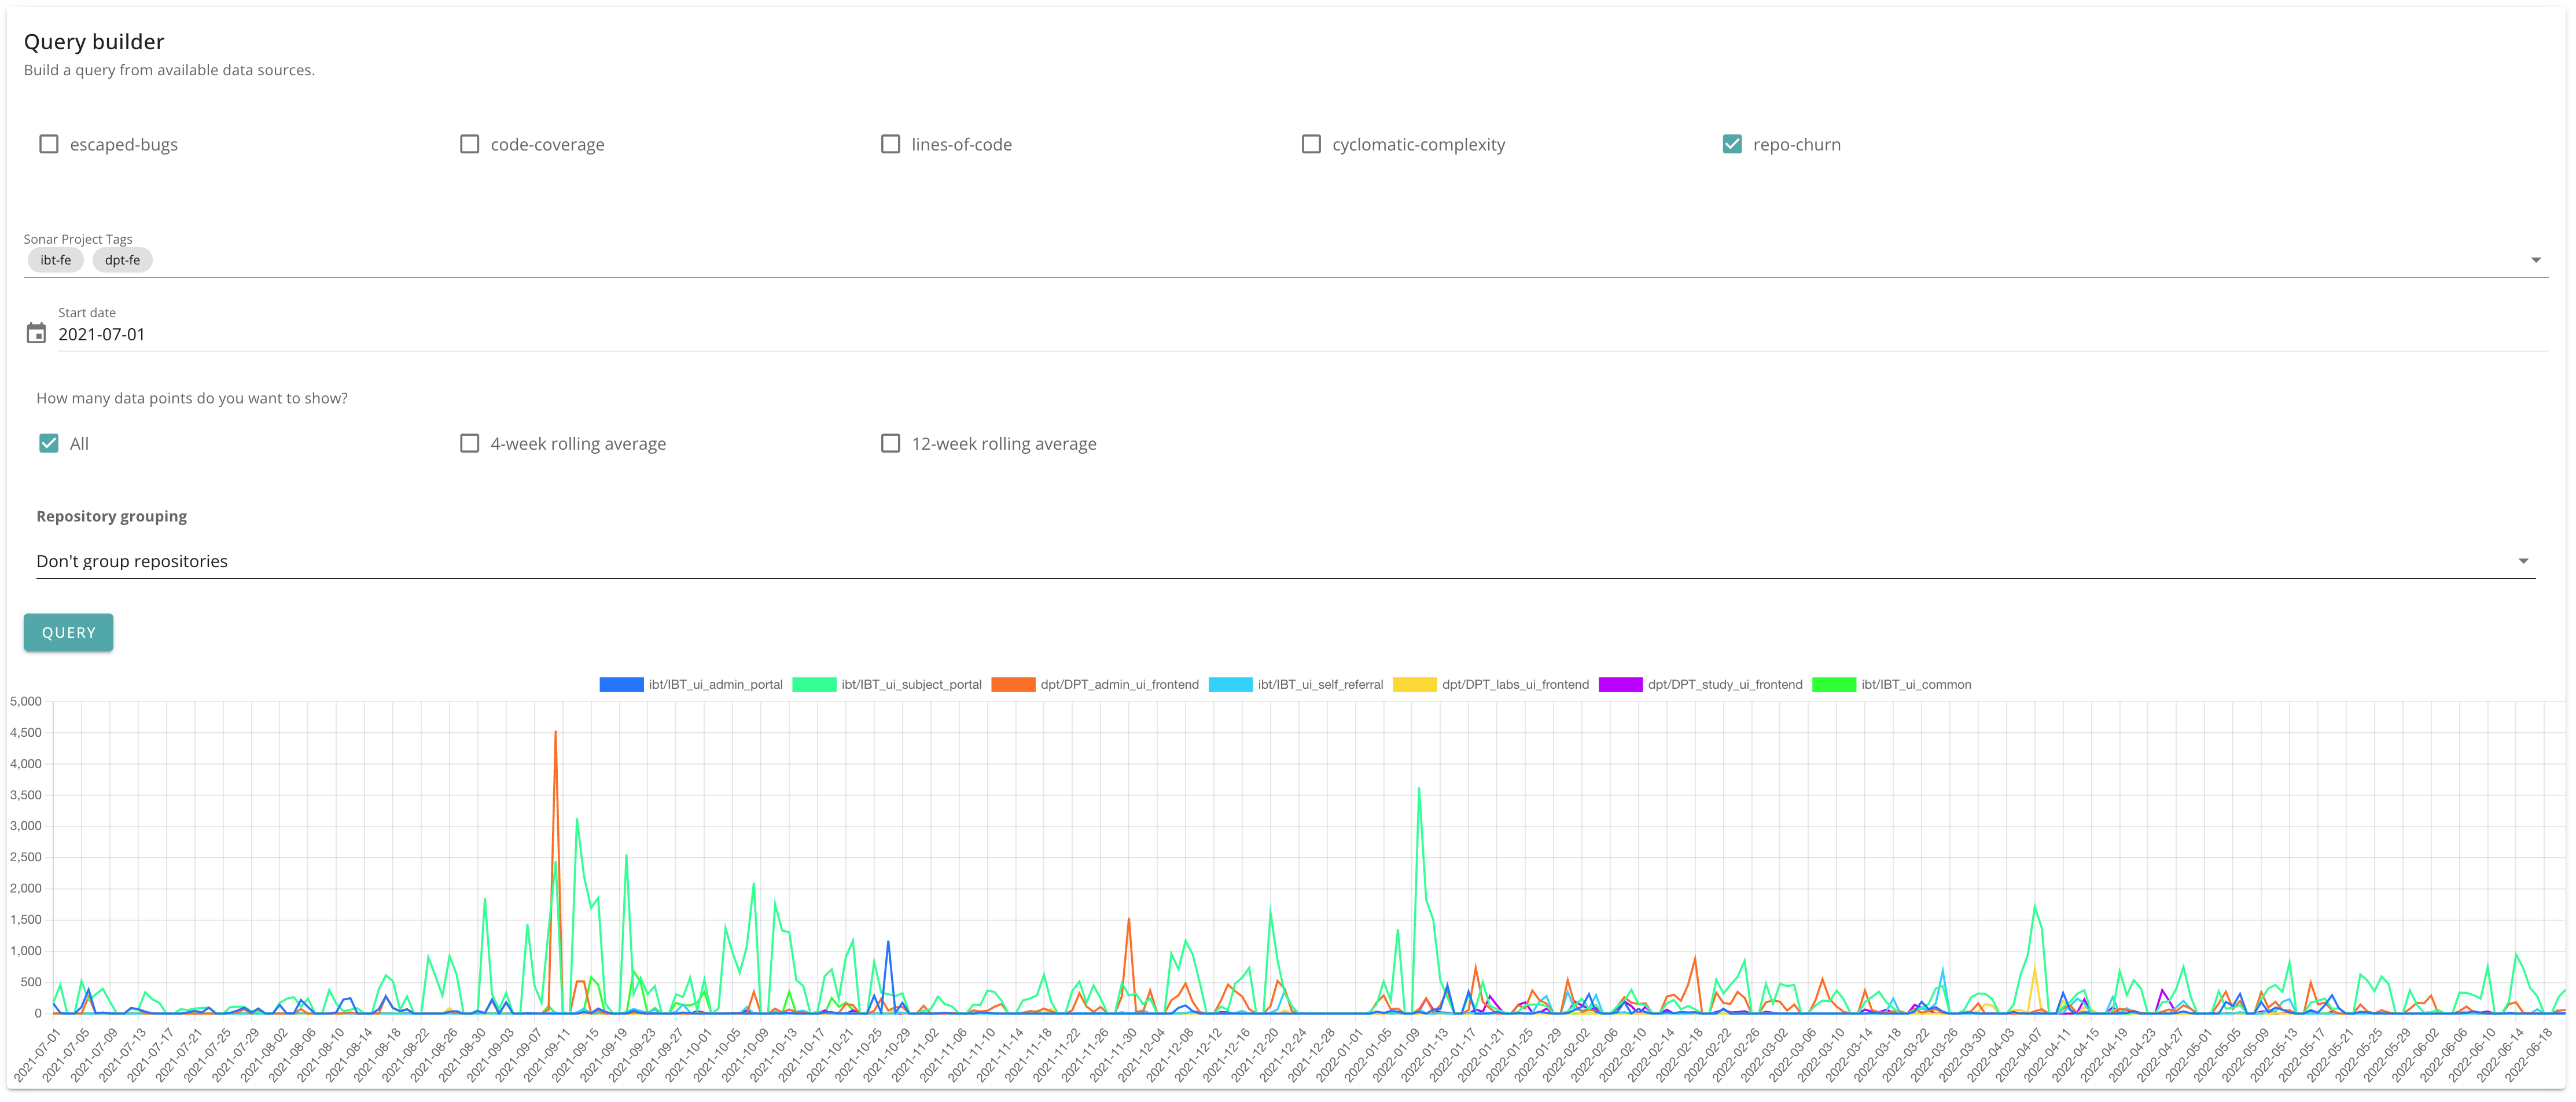 Query builder
Build a query from available data sources.
escaped-bugs code-coverage lines-of-code cyclomatic-complexity repo-churn
Sonar Project Tags
ibt-fe dpt-fe
Start date
2021-07-01
How many data points do you want to show?
All 4-week rolling average 12-week rolling average
Repository grouping
Don't group repositories
QUERY
ibt/IBT_ui_admin_portal ibt/IBT_ui_subject_portal dpt/DPT_admin_ui_frontend ibt/IBT_ui_self_referral dpt/DPT_labs_ui_frontend dpt/DPT_study_ui_frontend ibt/IBT_ui_common
5,000
4,500
4,000
3,500
3,000
2,500
2,000
1,500
1,000
500
0
2021-07-01 2021-07-05 2021-07-09 2021-07-13 2021-07-17 2021-07-21 2021-07-25 2021-07-29 2021-08-02 2021-08-06 2021-08-10 2021-08-14 2021-08-18 2021-08-22 2021-08-26 2021-08-30 2021-09-03 2021-09-07 2021-09-11 2021-09-15 2021-09-19 2021-09-23 2021-09-27 2021-10-01 2021-10-05 2021-10-09 2021-10-13 2021-10-17 2021-10-21 2021-10-25 2021-10-29 2021-11-02 2021-11-06 2021-11-10 2021-11-14 2021-11-18 2021-11-22 2021-11-26 2021-11-30 2021-12-04 2021-12-08 2021-12-12 2021-12-16 2021-12-20 2021-12-24 2021-12-28 2022-01-01 2022-01-05 2022-01-09 2022-01-13 2022-01-17 2022-01-21 2022-01-25 2022-01-29 2022-02-02 2022-02-06 2022-02-10 2022-02-14 2022-02-18 2022-02-22 2022-02-26 2022-03-02 2022-03-06 2022-03-10 2022-03-14 2022-03-18 2022-03-22 2022-03-26 2022-03-30 2022-04-03 2022-04-07 2022-04-11 2022-04-15 2022-04-19 2022-04-23 2022-04-27 2022-05-01 2022-05-05 2022-05-09 2022-05-13 2022-05-17 2022-05-21 2022-05-25 2022-05-29 2022-06-02 2022-06-06 2022-06-10 2022-06-14 2022-06-18